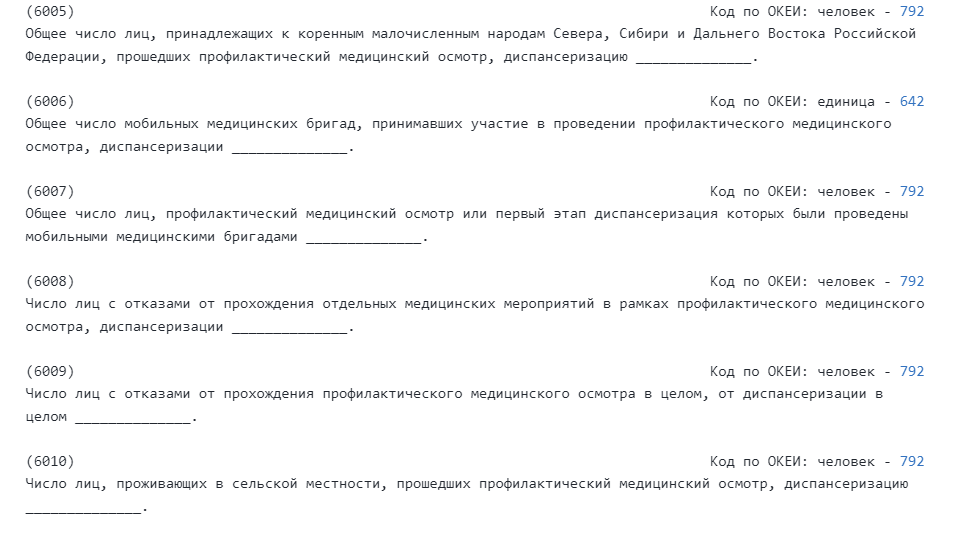 (6005) Код по ОКЕИ: человек - 792
Общее число лиц, принадлежащих к коренным малочисленным народам Севера, Сибири и Дальнего Востока Российской
Федерации, прошедших профилактический медицинский осмотр, диспансеризацию ______________.
(6006) Код по ОКЕИ: единица - 642
Общее число мобильных медицинских бригад, принимавших участие в проведении профилактического медицинского
осмотра, диспансеризации ______________.
(6007) Код по ОКЕИ: человек - 792
Общее число лиц, профилактический медицинский осмотр или первый этап диспансеризация которых были проведены
мобильными медицинскими бригадами ______________.
(6008) Код по ОКЕИ: человек - 792
Число лиц с отказами от прохождения отдельных медицинских мероприятий в рамках профилактического медицинского
осмотра, диспансеризации ______________.
(6009) Код по ОКЕИ: человек - 792
Число лиц с отказами от прохождения профилактического медицинского осмотра в целом, от диспансеризации в
целом ______________.
(6010) Код по ОКЕИ: человек - 792
Число лиц, проживающих в сельской местности, прошедших профилактический медицинский осмотр, диспансеризацию
______________.